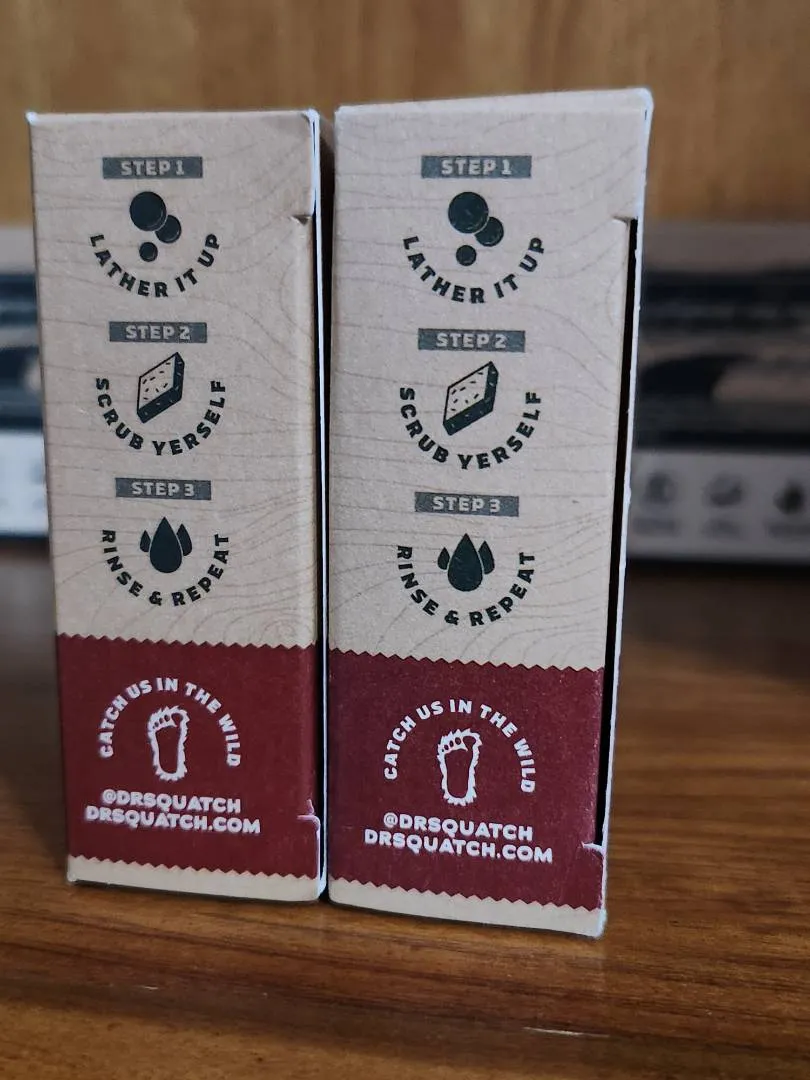 STEP 1
LATHER IT UP
STEP 2
SCRUB YERSELF
STEP 3
RINSE & REPEAT
CATCH US IN THE WILD
@DRSQUATCH
DRSQUATCH.COM
STEP 1
LATHER IT UP
STEP 2
SCRUB YERSELF
STEP 3
RINSE & REPEAT
CATCH US IN THE WILD
@DRSQUATCH
DRSQUATCH.COM